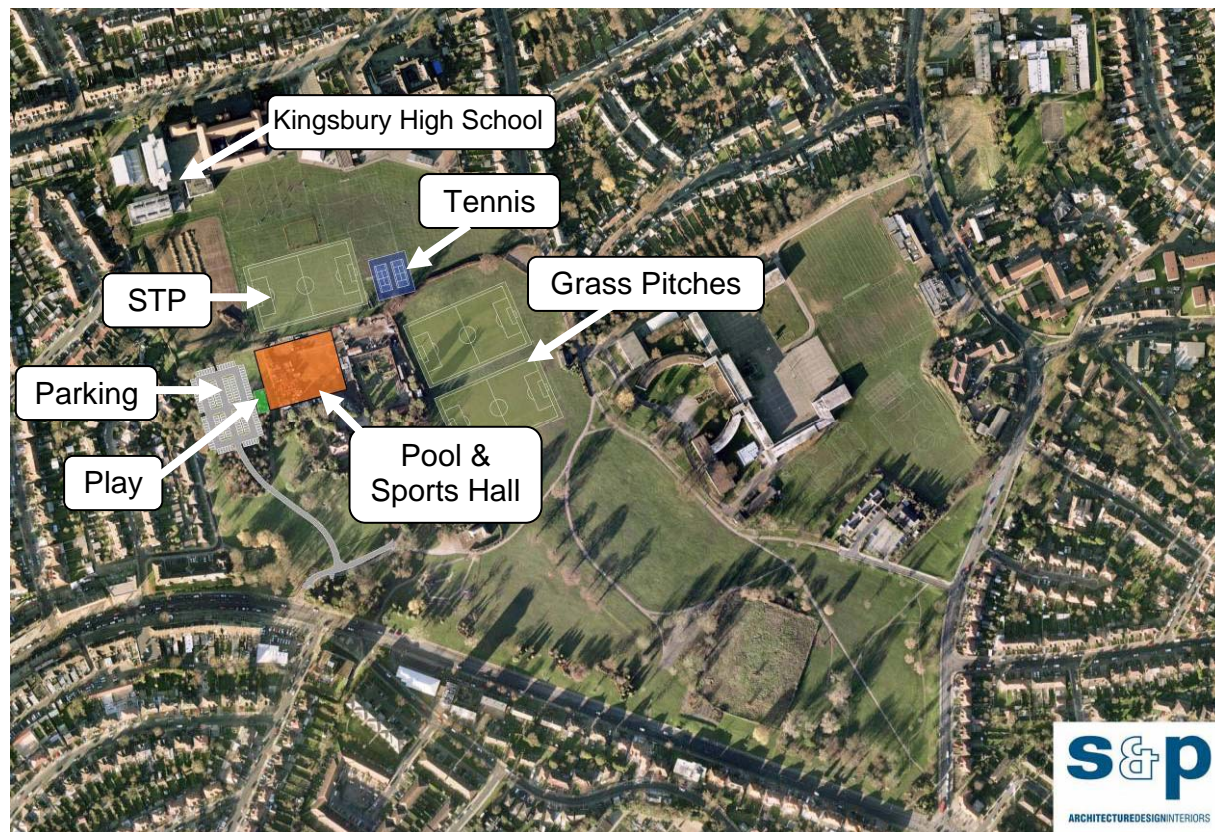 Kingsbury High School
Tennis
Grass Pitches
STP
Parking
Play
Pool &
Sports Hall
s&p
ARCHITECTUREDESIGNINTERIORS